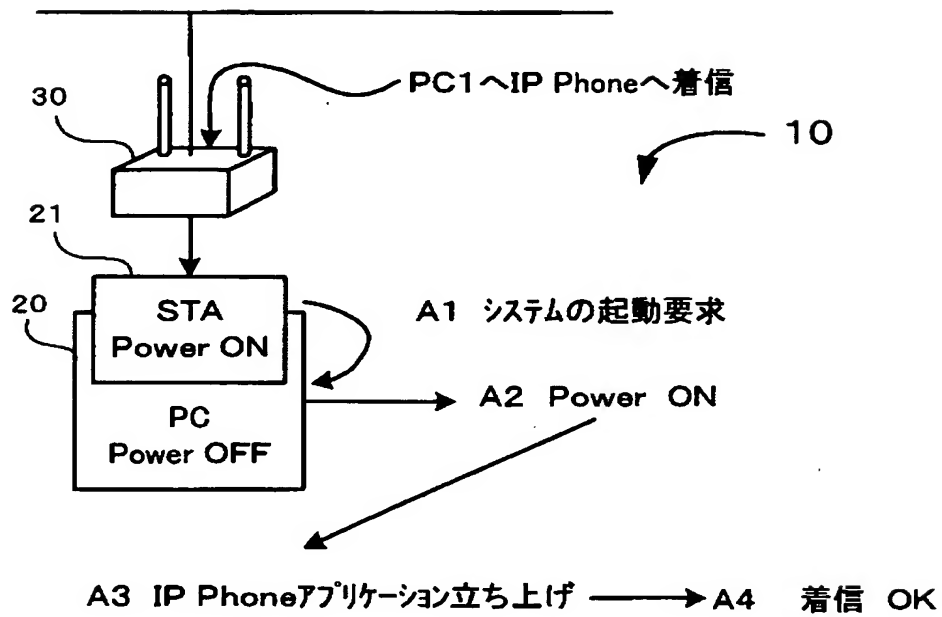 PC1へIP Phoneへ着信
30
10
21
20
STA
Power ON
A1 システムの起動要求
A2 Power ON
PC
Power OFF
A3 IP Phoneアプリケーション立ち上げ
A4 着信 OK